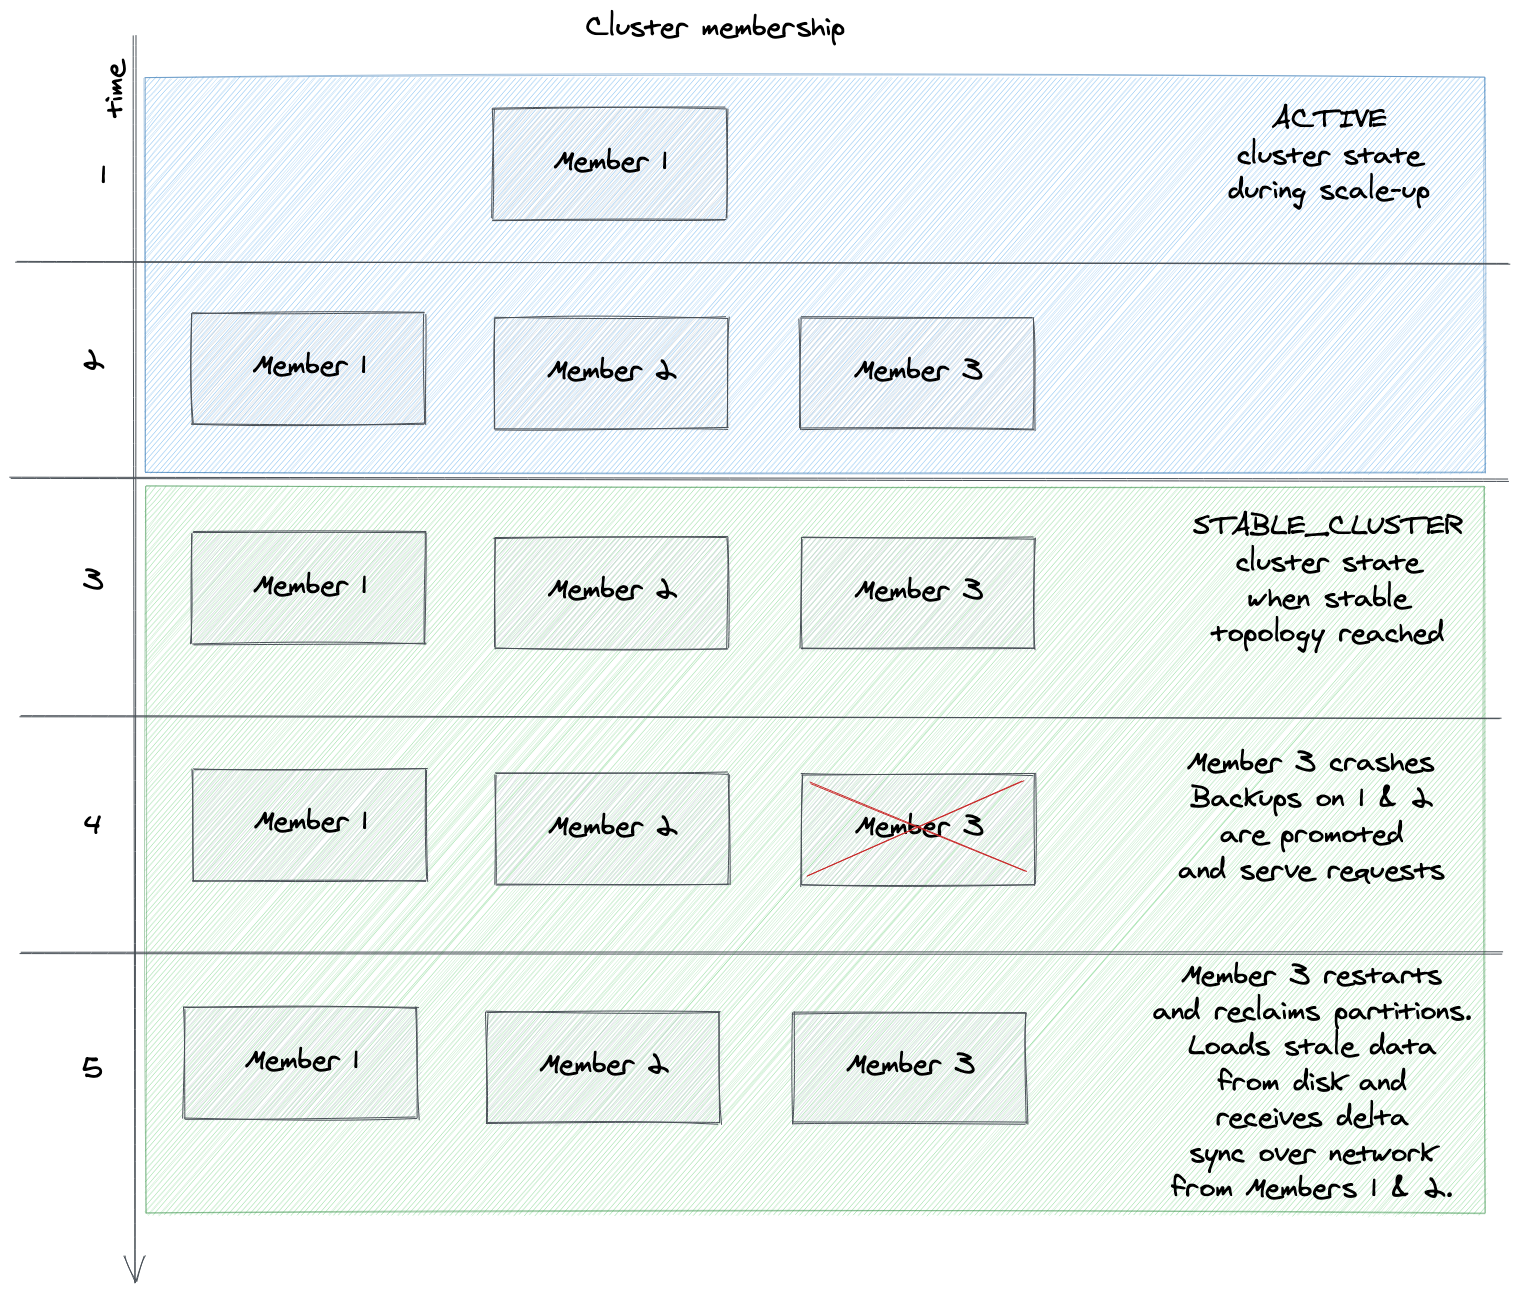 Cluster membership
time
1
Member 1
ACTIVE
cluster state
during scale-up
2
Member 1
Member 2
Member 3
3
Member 1
Member 2
Member 3
STABLE_CLUSTER
cluster state
when stable
topology reached
4
Member 1
Member 2
Member 3
Member 3 crashes
Backups on 1 & 2
are promoted
and serve requests
5
Member 1
Member 2
Member 3
Member 3 restarts
and reclaims partitions.
Loads stale data
from disk and
receives delta
sync over network
from Members 1 & 2.